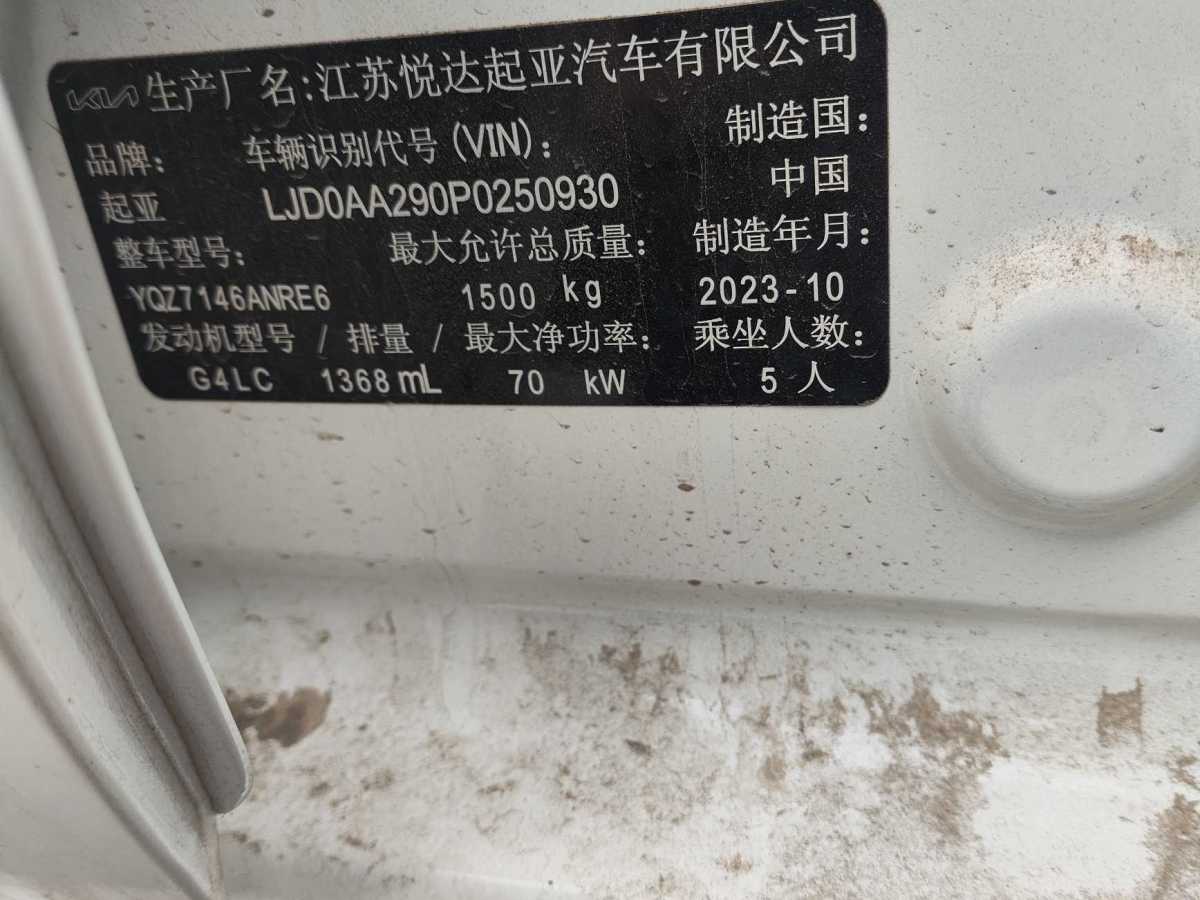 KIA 生产厂名:江苏悦达起亚汽车有限公司
品牌: 车辆识别代号(VIN): 制造国:
起亚 LJD0AA290P0250930 中国
整车型号: 最大允许总质量: 制造年月:
YQZ7146ANRE6 1500 kg 2023-10
发动机型号 / 排量 / 最大净功率: 乘坐人数:
G4LC 1368 mL 70 kW 5 人